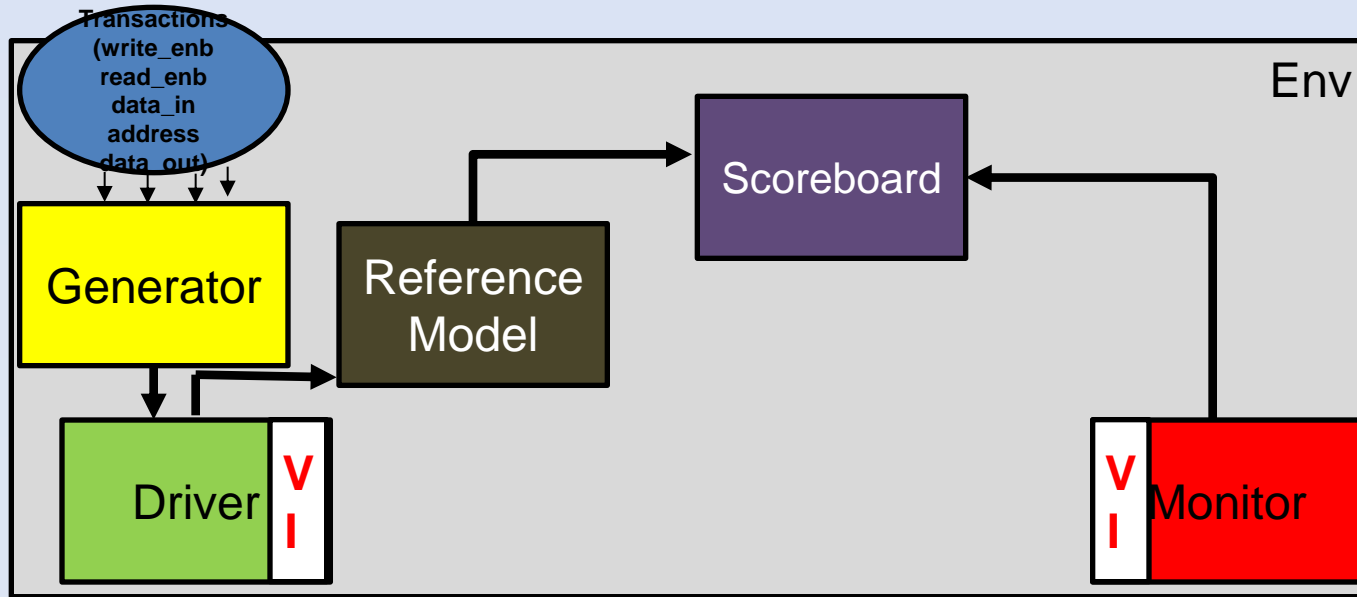 Transactions
(write_enb
read_enb
data_in
address
data_out)
Env
Scoreboard
Generator
Reference
Model
Driver
V
I
V
I
Monitor